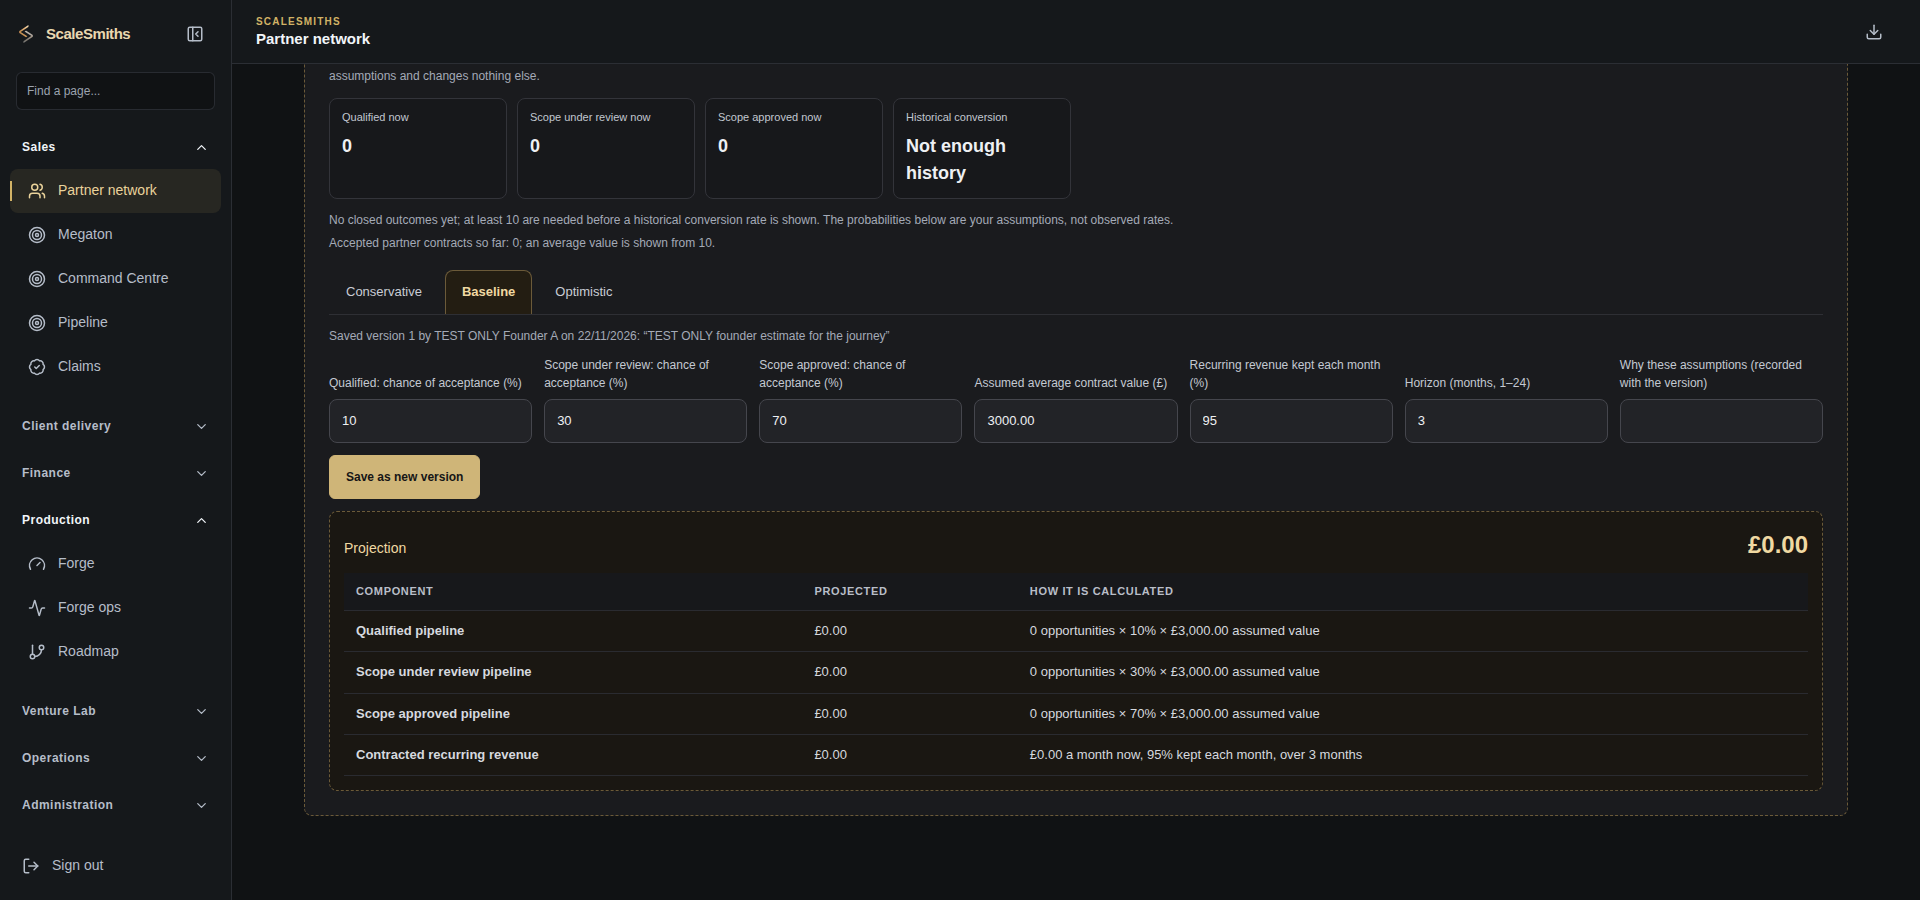 ScaleSmiths
Find a page...
Sales
Partner network
Megaton
Command Centre
Pipeline
Claims
Client delivery
Finance
Production
Forge
Forge ops
Roadmap
Venture Lab
Operations
Administration
Sign out
SCALESMITHS
Partner network
assumptions and changes nothing else.
Qualified now
0
Scope under review now
0
Scope approved now
0
Historical conversion
Not enough
history
No closed outcomes yet; at least 10 are needed before a historical conversion rate is shown. The probabilities below are your assumptions, not observed rates.
Accepted partner contracts so far: 0; an average value is shown from 10.
Conservative
Baseline
Optimistic
Saved version 1 by TEST ONLY Founder A on 22/11/2026: “TEST ONLY founder estimate for the journey”
Qualified: chance of acceptance (%)
10
Scope under review: chance of
acceptance (%)
30
Scope approved: chance of
acceptance (%)
70
Assumed average contract value (£)
3000.00
Recurring revenue kept each month
(%)
95
Horizon (months, 1–24)
3
Why these assumptions (recorded
with the version)
Save as new version
Projection £0.00
COMPONENT PROJECTED HOW IT IS CALCULATED
Qualified pipeline £0.00 0 opportunities × 10% × £3,000.00 assumed value
Scope under review pipeline £0.00 0 opportunities × 30% × £3,000.00 assumed value
Scope approved pipeline £0.00 0 opportunities × 70% × £3,000.00 assumed value
Contracted recurring revenue £0.00 £0.00 a month now, 95% kept each month, over 3 months